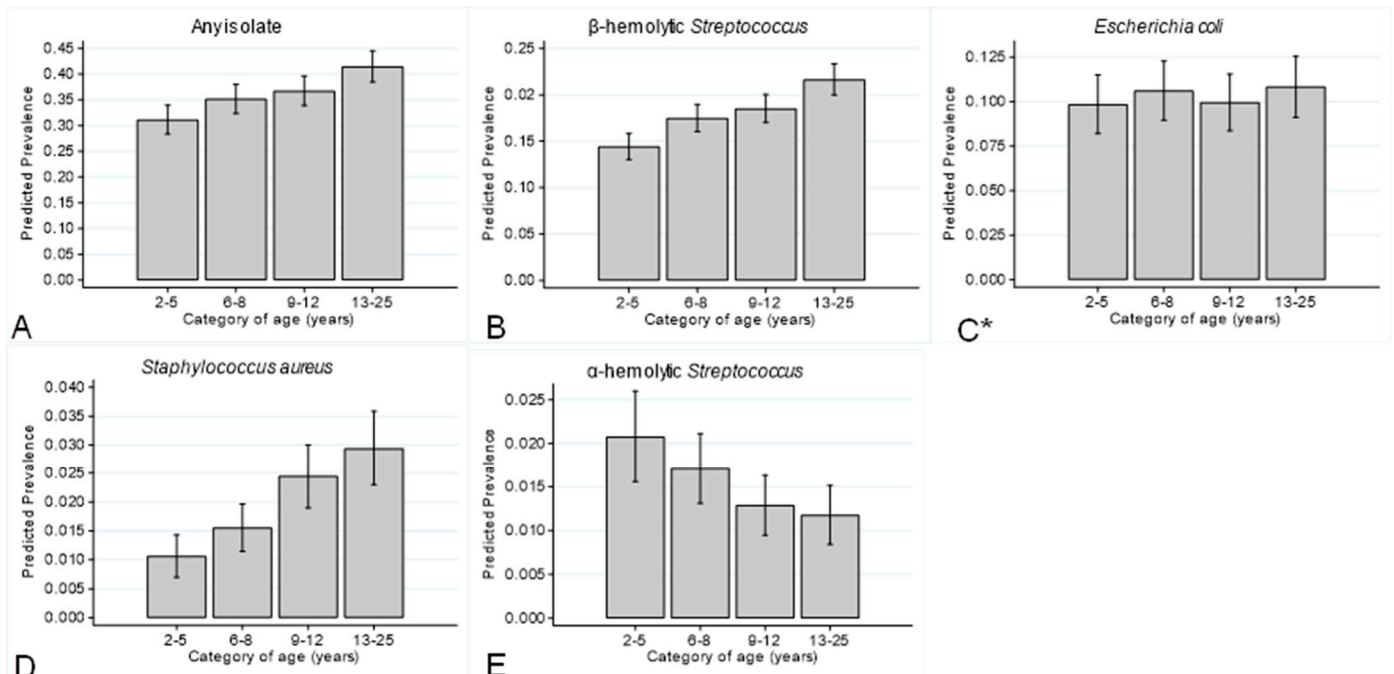 Any isolate
Predicted Prevalence
0.45
0.40
0.35
0.30
0.25
0.20
0.15
0.10
0.05
0.00
2-5 6-8 9-12 13-25
Category of age (years)
A
β-hemolytic Streptococcus
Predicted Prevalence
0.25
0.02
0.15
0.10
0.05
0.00
2-5 6-8 9-12 13-25
Category of age (years)
B
Escherichia coli
Predicted Prevalence
0.125
0.100
0.075
0.050
0.025
0.000
2-5 6-8 9-12 13-25
Category of age (years)
C*
Staphylococcus aureus
Predicted Prevalence
0.040
0.035
0.030
0.025
0.020
0.015
0.010
0.005
0.000
2-5 6-8 9-12 13-25
Category of age (years)
D
α-hemolytic Streptococcus
Predicted Prevalence
0.025
0.020
0.015
0.010
0.005
0.000
2-5 6-8 9-12 13-25
Category of age (years)
E